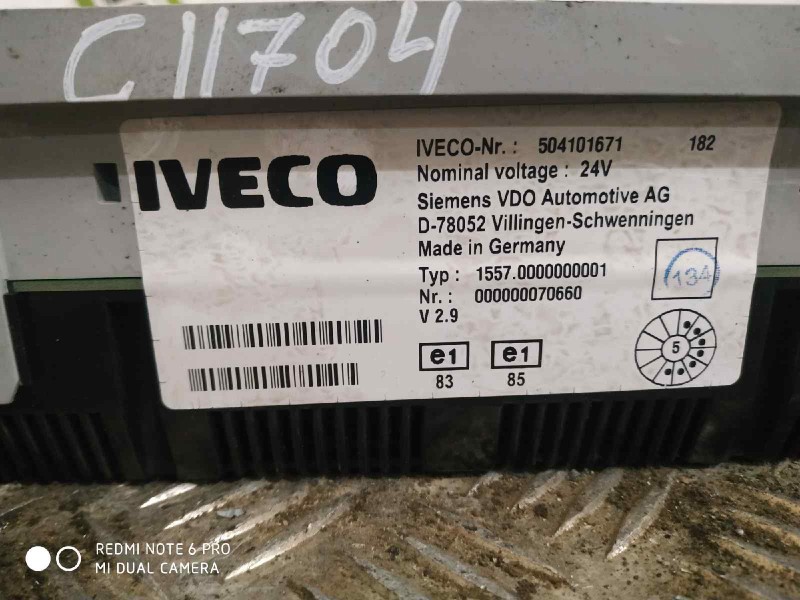 C11704
IVECO
IVECO-Nr. : 504101671 182
Nominal voltage : 24V
Siemens VDO Automotive AG
D-78052 Villingen-Schwenningen
Made in Germany
Typ : 1557.0000000001
Nr. : 000000070660
V 2.9
134
e1 e1
83 85
5
REDMI NOTE 6 PRO
MI DUAL CAMERA